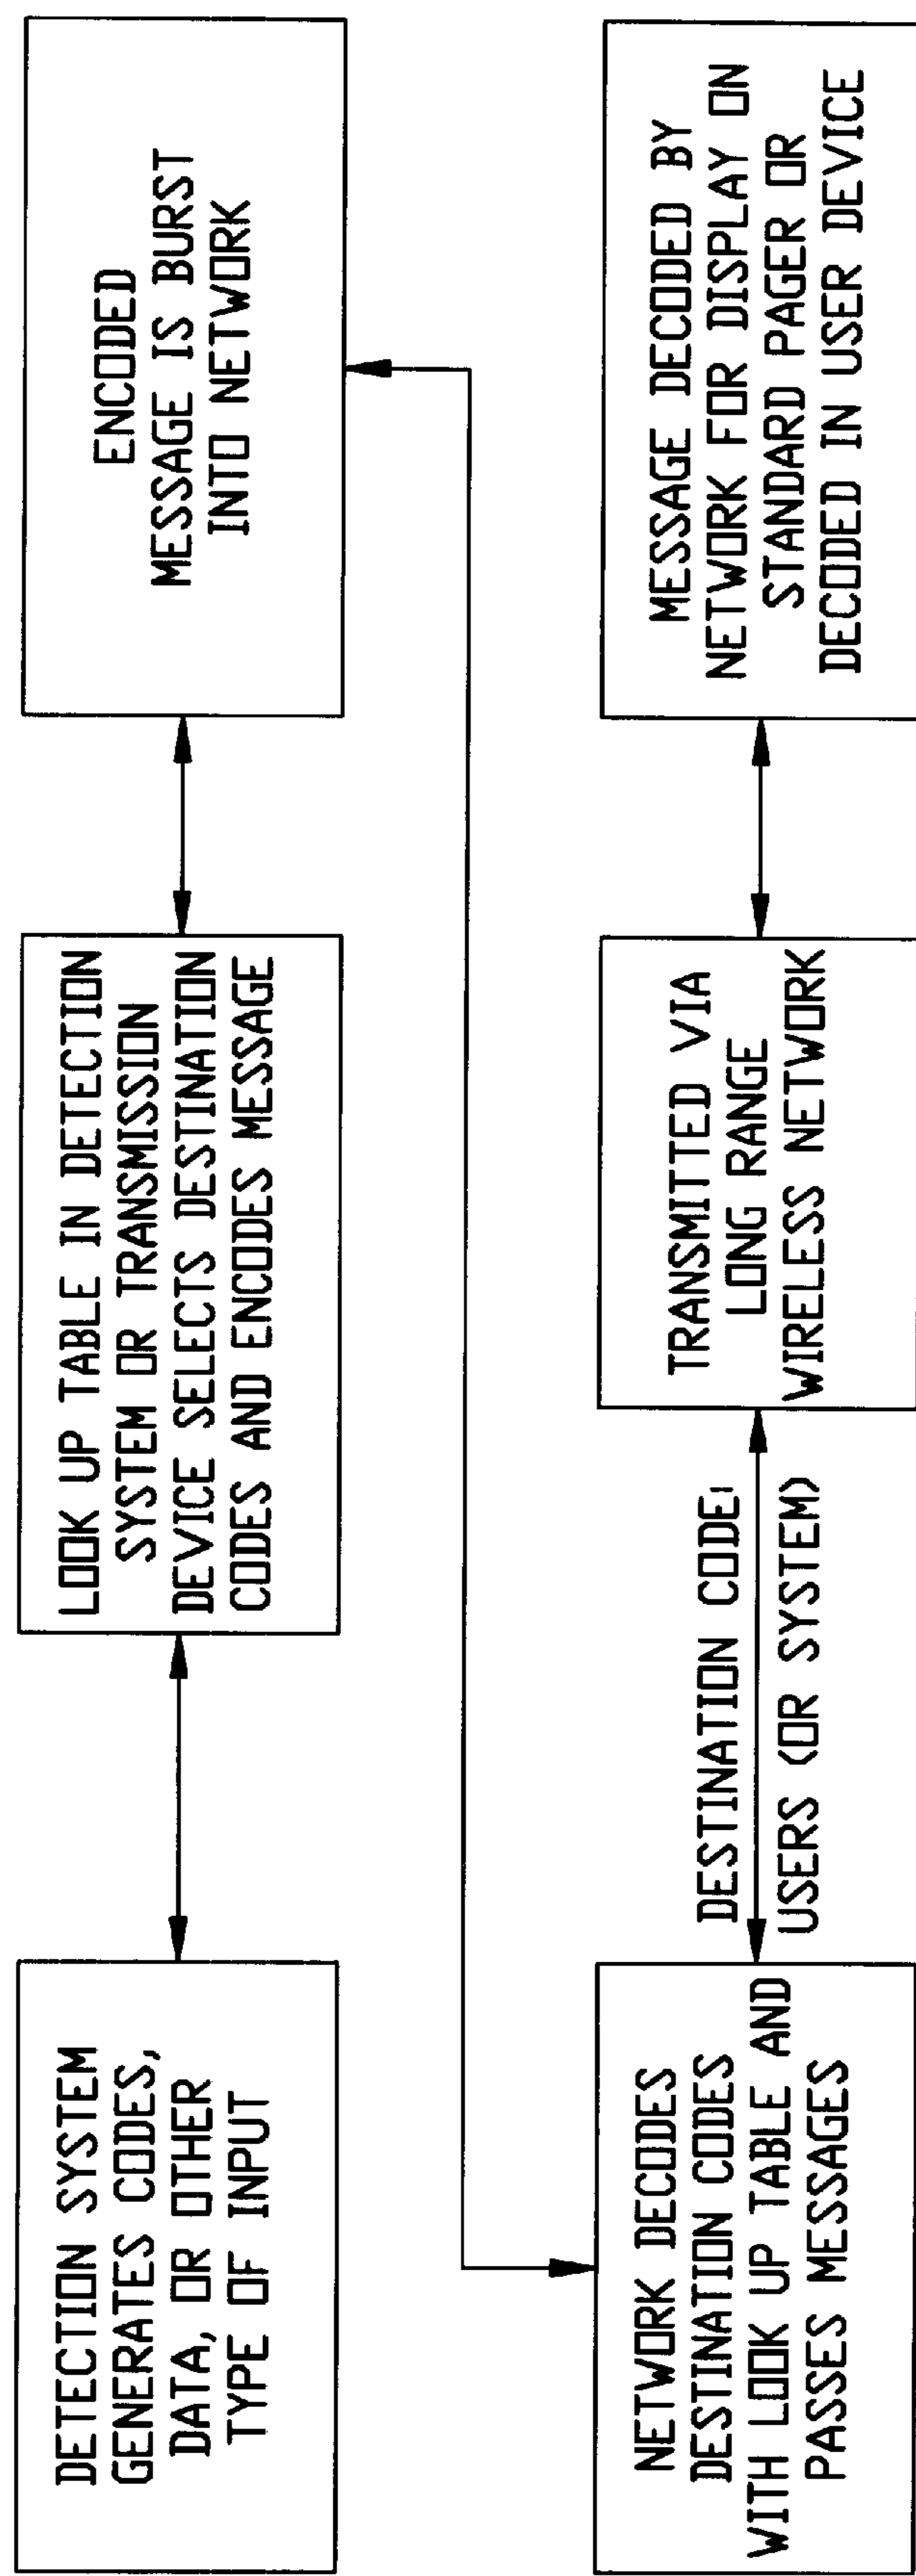 DETECTION SYSTEM
GENERATES CODES,
DATA, OR OTHER
TYPE OF INPUT
LOOK UP TABLE IN DETECTION
SYSTEM OR TRANSMISSION
DEVICE SELECTS DESTINATION
CODES AND ENCODES MESSAGE
ENCODED
MESSAGE IS BURST
INTO NETWORK
NETWORK DECODES
DESTINATION CODES
WITH LOOK UP TABLE AND
PASSES MESSAGES
DESTINATION CODE:
USERS (OR SYSTEM)
TRANSMITTED VIA
LONG RANGE
WIRELESS NETWORK
MESSAGE DECODED BY
NETWORK FOR DISPLAY ON
STANDARD PAGER OR
DECODED IN USER DEVICE